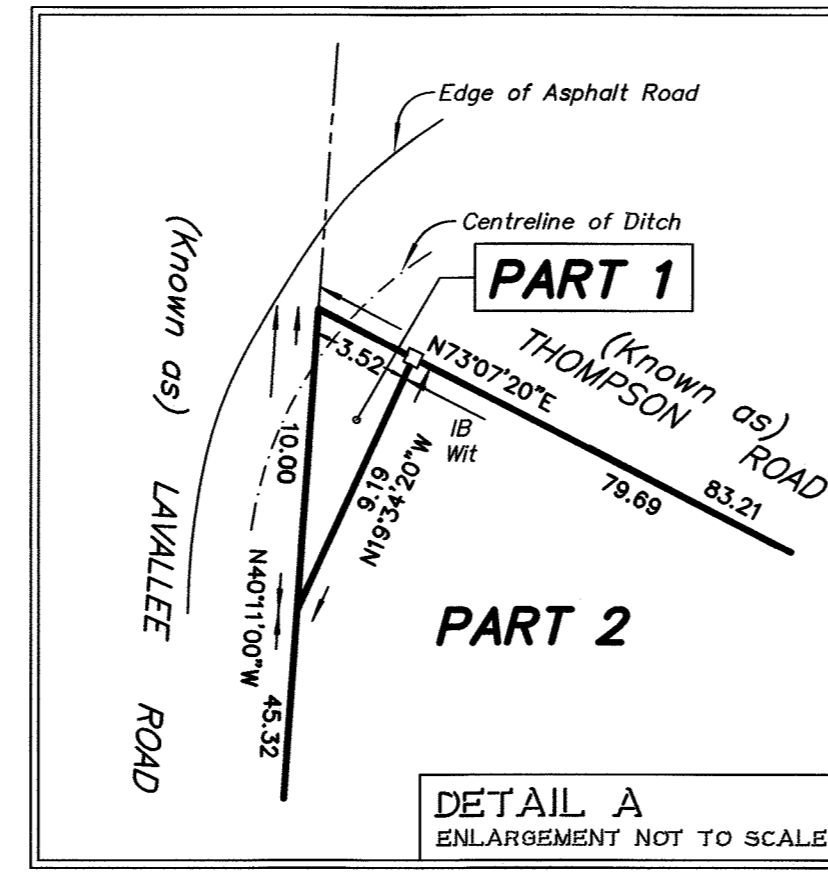 Edge of Asphalt Road
Centreline of Ditch
PART 1
(Known as)
THOMPSON
ROAD
N73°07'20"E
3.52
IB
Wit
79.69
83.21
(Known as) LAVALLEE ROAD
10.00
9.19
N19°34'20"W
N40°11'00"W
45.32
PART 2
DETAIL A
ENLARGEMENT NOT TO SCALE